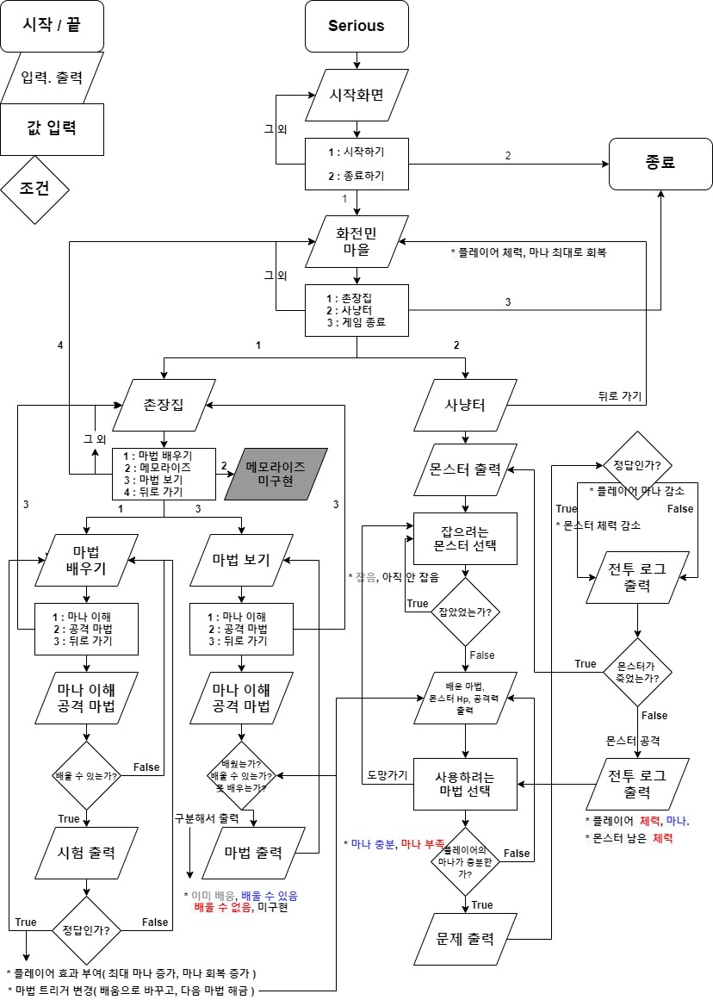 시작 / 끝
입력. 출력
값 입력
조건
Serious
시작화면
그 외
1 : 시작하기
2 : 종료하기
2
종료
1
화전민
마을
* 플레이어 체력, 마나 최대로 회복
그 외
1 : 촌장집
2 : 사냥터
3 : 게임 종료
3
4
1
2
촌장집
그 외
1 : 마법 배우기
2 : 메모라이즈
3 : 마법 보기
4 : 뒤로 가기
2
메모라이즈
미구현
3
1
3
3
마법
배우기
1 : 마나 이해
2 : 공격 마법
3 : 뒤로 가기
마나 이해
공격 마법
배울 수 있는가?
False
True
시험 출력
정답인가?
True
False
* 플레이어 효과 부여( 최대 마나 증가, 마나 회복 증가 )
* 마법 트리거 변경( 배움으로 바꾸고, 다음 마법 해금 )
마법 보기
1 : 마나 이해
2 : 공격 마법
3 : 뒤로 가기
마나 이해
공격 마법
배웠는가?
배울 수 있는가?
못 배우는가?
구분해서 출력
마법 출력
* 이미 배움, 배울 수 있음
배울 수 없음, 미구현
사냥터
뒤로 가기
몬스터 출력
잡으려는
몬스터 선택
* 잡음, 아직 안 잡음
True
잡았었는가?
False
배운 마법,
몬스터 Hp, 공격력
출력
도망가기
사용하려는
마법 선택
* 마나 충분, 마나 부족
플레이어의
마나가 충분한
가?
False
True
문제 출력
정답인가?
* 플레이어 마나 감소
True
False
* 몬스터 체력 감소
전투 로그
출력
True
몬스터가
죽었는가?
False
몬스터 공격
전투 로그
출력
* 플레이어 체력, 마나.
* 몬스터 남은 체력